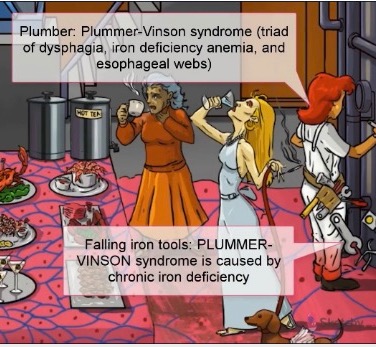 Plumber: Plummer-Vinson syndrome (triad
of dysphagia, iron deficiency anemia, and
esophageal webs)
HOT TEA
Falling iron tools: PLUMMER-
VINSON syndrome is caused by
chronic iron deficiency